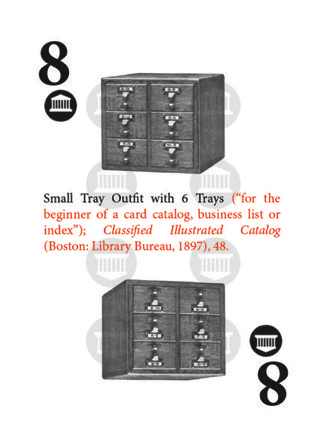 8
Small Tray Outfit with 6 Trays (“for the
beginner of a card catalog, business list or
index”); Classified Illustrated Catalog
(Boston: Library Bureau, 1897), 48.
8